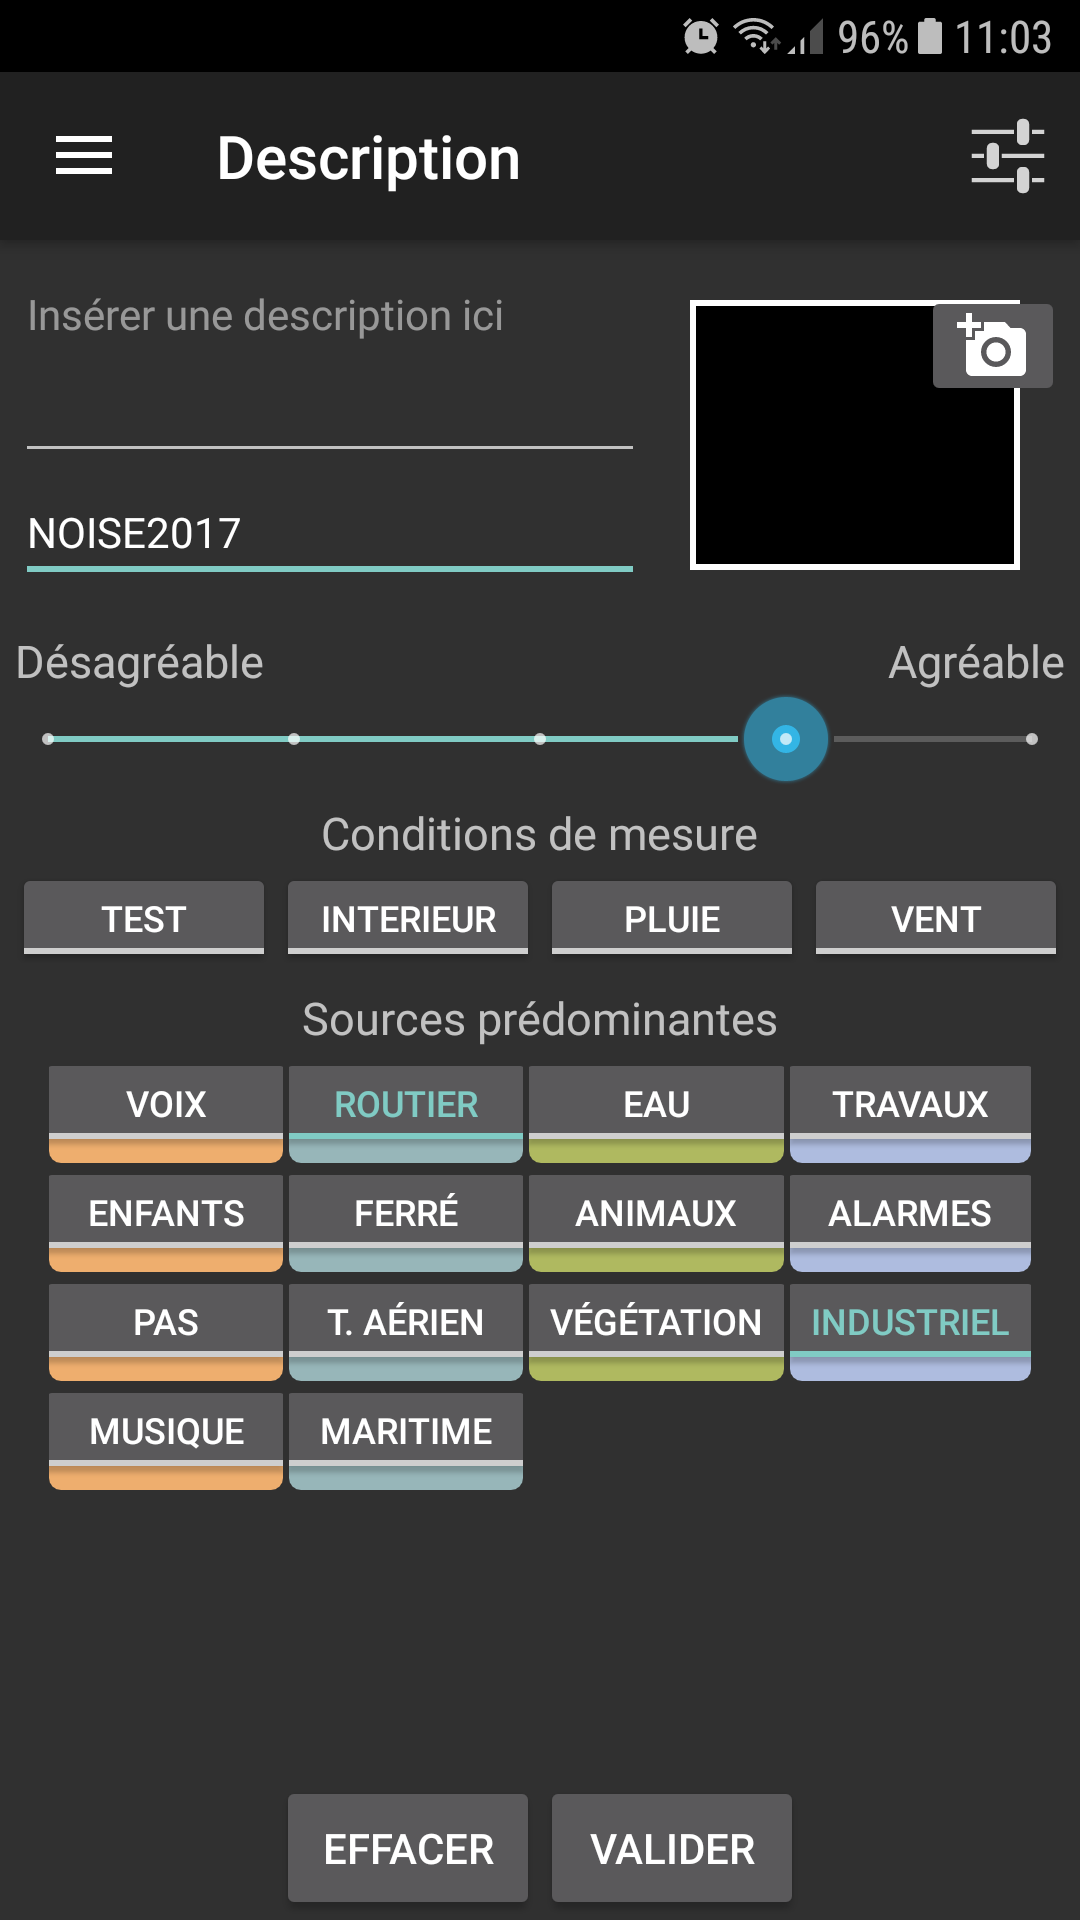 96% 11:03
Description
Insérer une description ici
NOISE2017
Désagréable Agréable
Conditions de mesure
TEST INTERIEUR PLUIE VENT
Sources prédominantes
VOIX ROUTIER EAU TRAVAUX
ENFANTS FERRÉ ANIMAUX ALARMES
PAS T. AÉRIEN VÉGÉTATION INDUSTRIEL
MUSIQUE MARITIME
EFFACER VALIDER